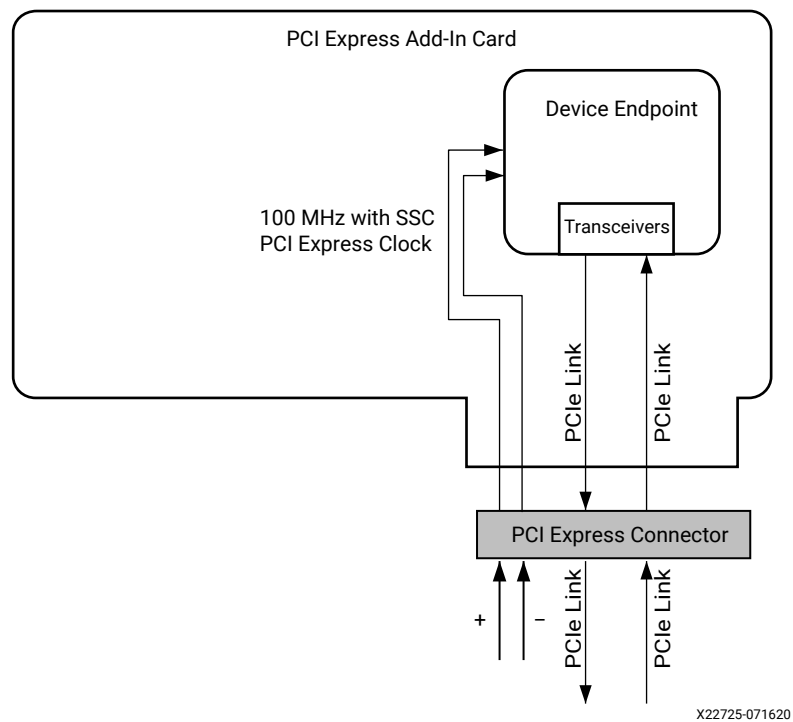 PCI Express Add-In Card
Device Endpoint
100 MHz with SSC
PCI Express Clock
Transceivers
PCIe Link
PCIe Link
PCI Express Connector
+
−
PCIe Link
PCIe Link
X22725-071620